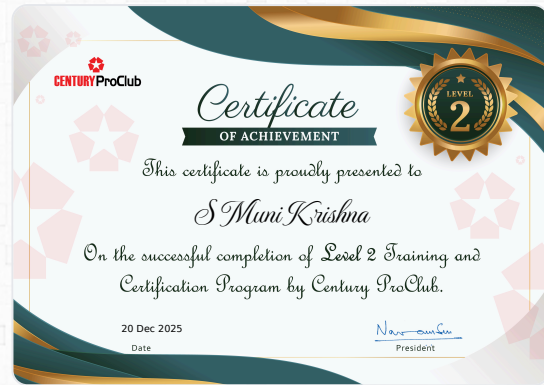 CENTURY ProClub
LEVEL
2
Certificate
OF ACHIEVEMENT
This certificate is proudly presented to
S Muni Krishna
On the successful completion of Level 2 Training and
Certification Program by Century ProClub.
20 Dec 2025
Date
President